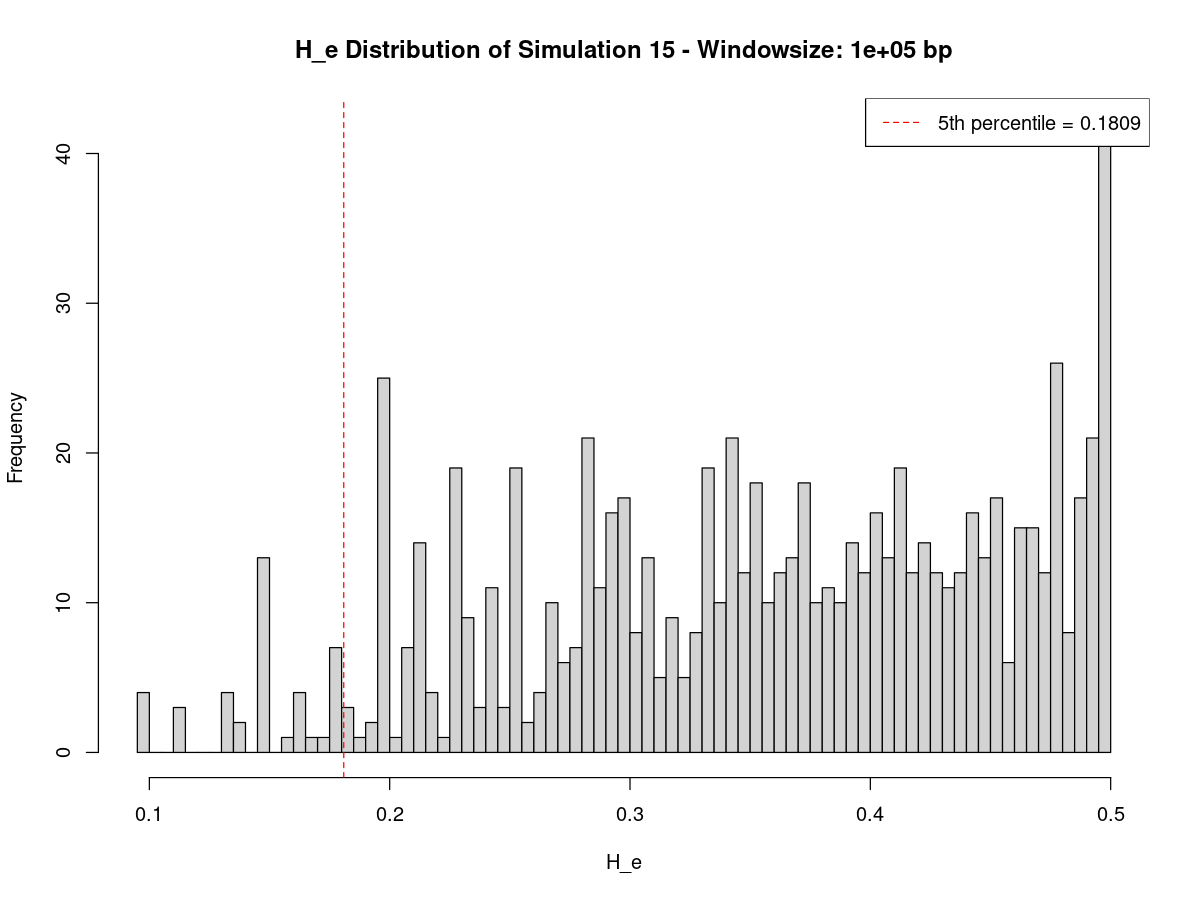 H_e Distribution of Simulation 15 - Windowsize: 1e+05 bp
5th percentile = 0.1809
Frequency
40
30
20
10
0
0.1 0.2 0.3 0.4 0.5
H_e